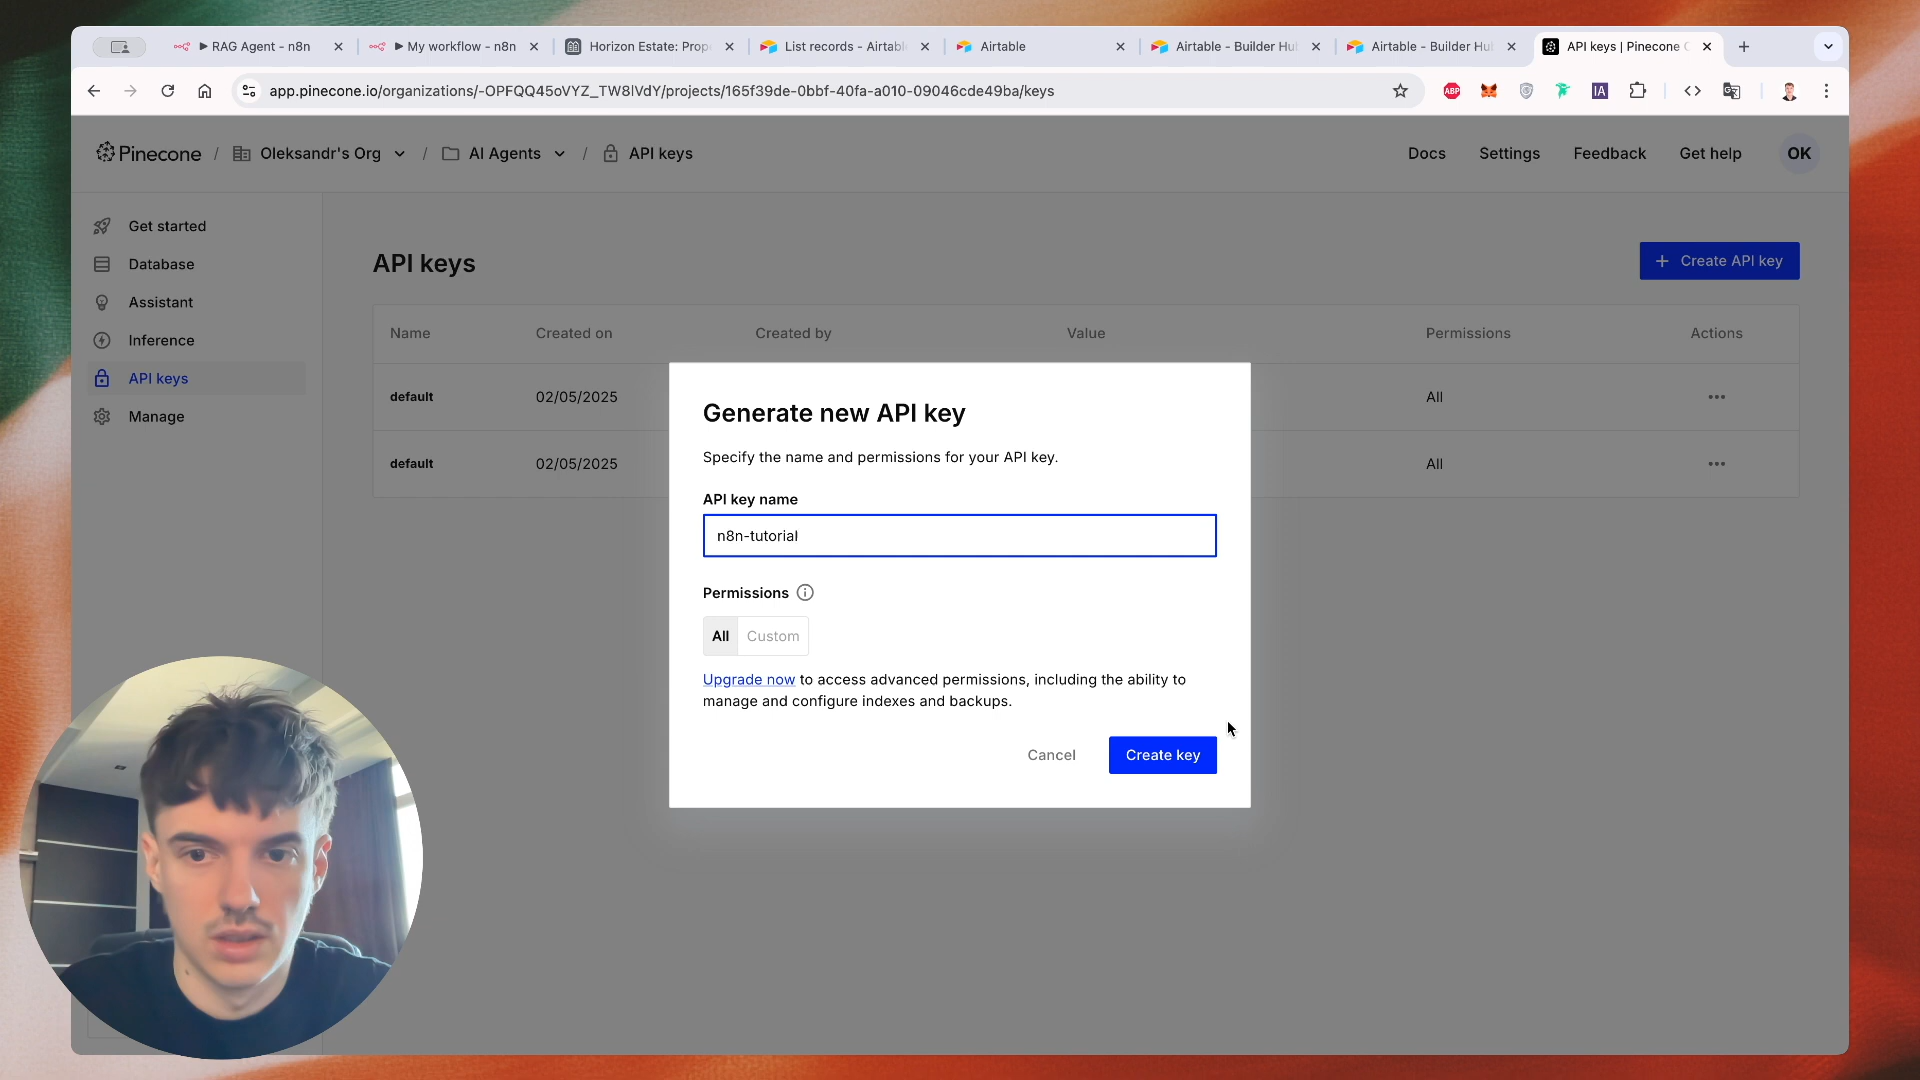 RAG Agent - n8n
My workflow - n8n
Horizon Estate: Prop
List records - Airtabl
Airtable
Airtable - Builder Hu
Airtable - Builder Hu
API keys | Pinecone C
app.pinecone.io/organizations/-OPFQQ45oVYZ_TW8lVdY/projects/165f39de-0bbf-40fa-a010-09046cde49ba/keys
ABP
IA
Pinecone / Oleksandr's Org / AI Agents / API keys
Docs
Settings
Feedback
Get help
OK
Get started
Database
Assistant
Inference
API keys
Manage
API keys
+ Create API key
Name Created on Created by Value Permissions Actions
default 02/05/2025 All
default 02/05/2025 All
Generate new API key
Specify the name and permissions for your API key.
API key name
n8n-tutorial
Permissions
All Custom
Upgrade now to access advanced permissions, including the ability to
manage and configure indexes and backups.
Cancel
Create key